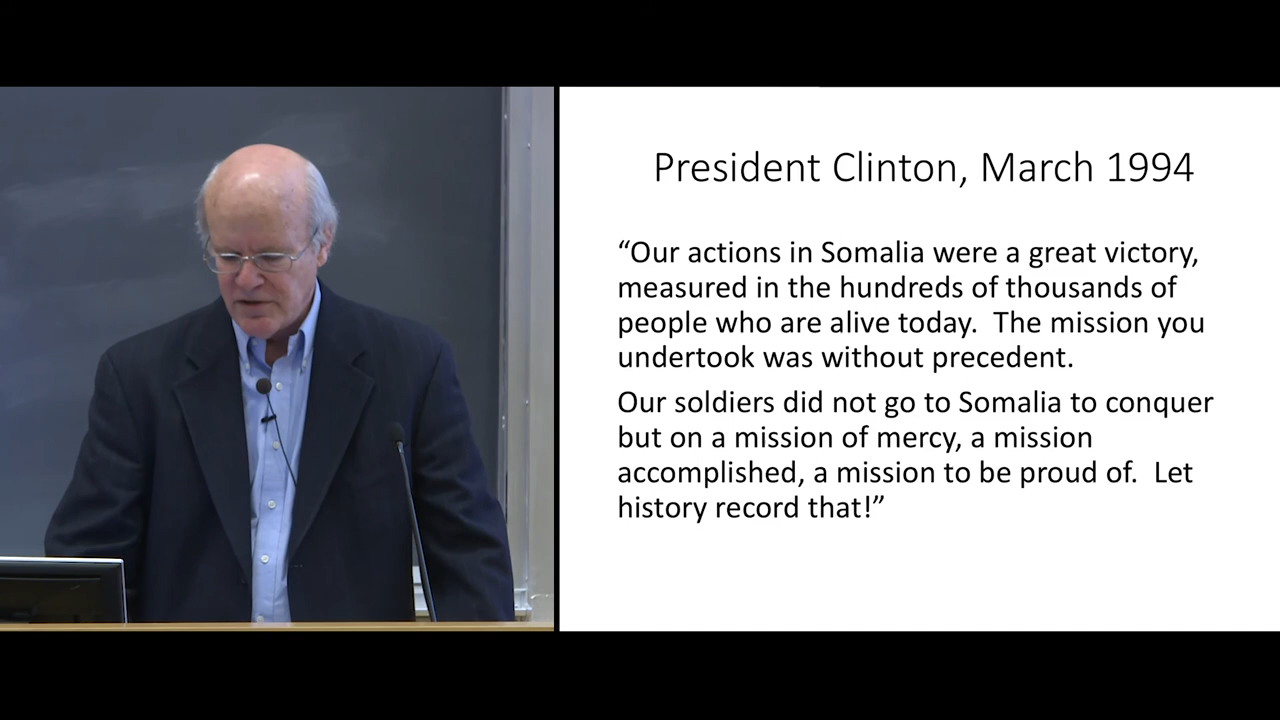 President Clinton, March 1994
“Our actions in Somalia were a great victory,
measured in the hundreds of thousands of
people who are alive today.  The mission you
undertook was without precedent.
Our soldiers did not go to Somalia to conquer
but on a mission of mercy, a mission
accomplished, a mission to be proud of.  Let
history record that!”